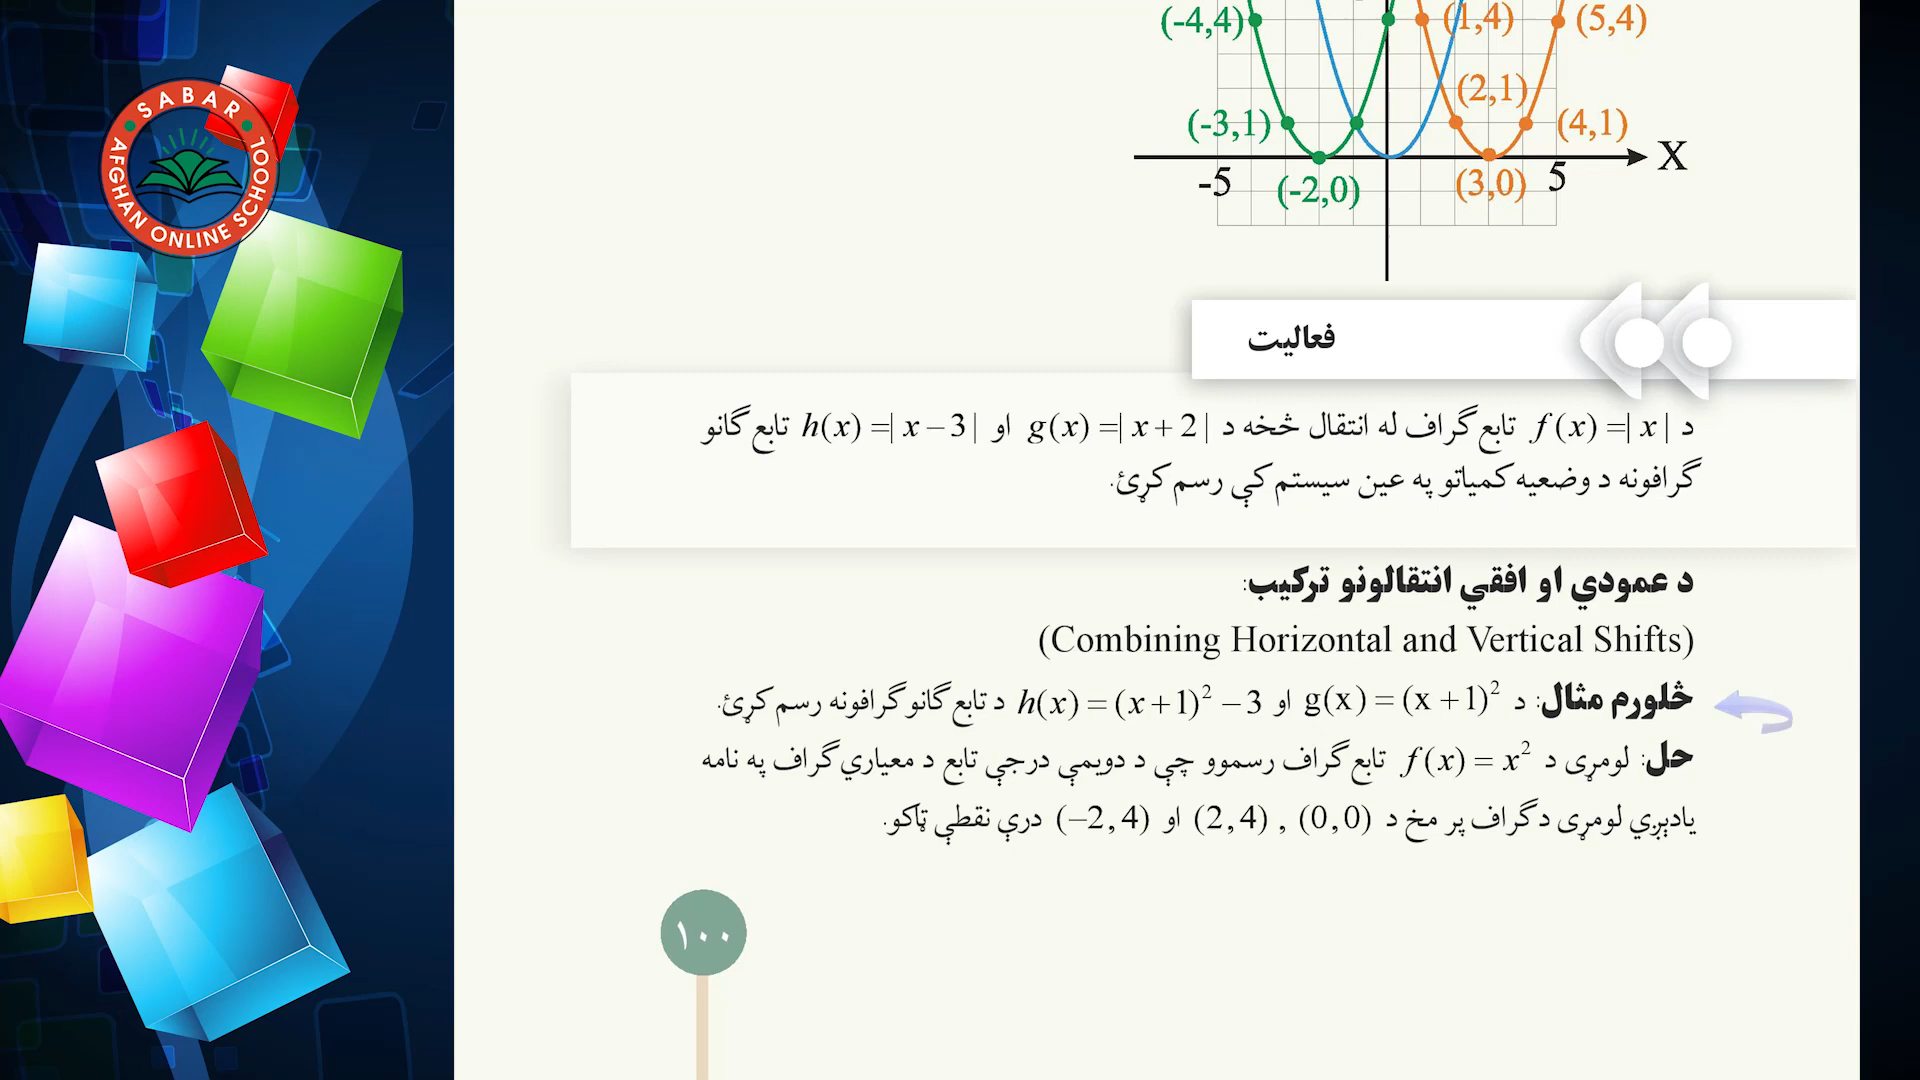 SABAR
AFGHAN ONLINE SCHOOL
(-4,4) (1,4) (5,4)
(2,1)
(-3,1) (4,1)
X
-5 (-2,0) (3,0) 5
فعالیت
د f(x)=|x| تابع گراف له انتقال څخه د g(x)=|x+2| او h(x)=|x−3| تابع گانو
گرافونه د وضعیه کمیاتو په عین سیستم کې رسم کړئ.
د عمودي او افقي انتقالونو ترکیب:
(Combining Horizontal and Vertical Shifts)
څلورم مثال: د g(x) = (x+1)² او h(x) = (x+1)² − 3 د تابع گانو گرافونه رسم کړئ.
حل: لومړی د f(x) = x² تابع گراف رسموو چې د دویمې درجې تابع د معیاري گراف په نامه
یادېږي لومړی د گراف پر مخ د (0,0) , (2,4) او (−2,4) درې نقطې ټاکو.
۱۰۰